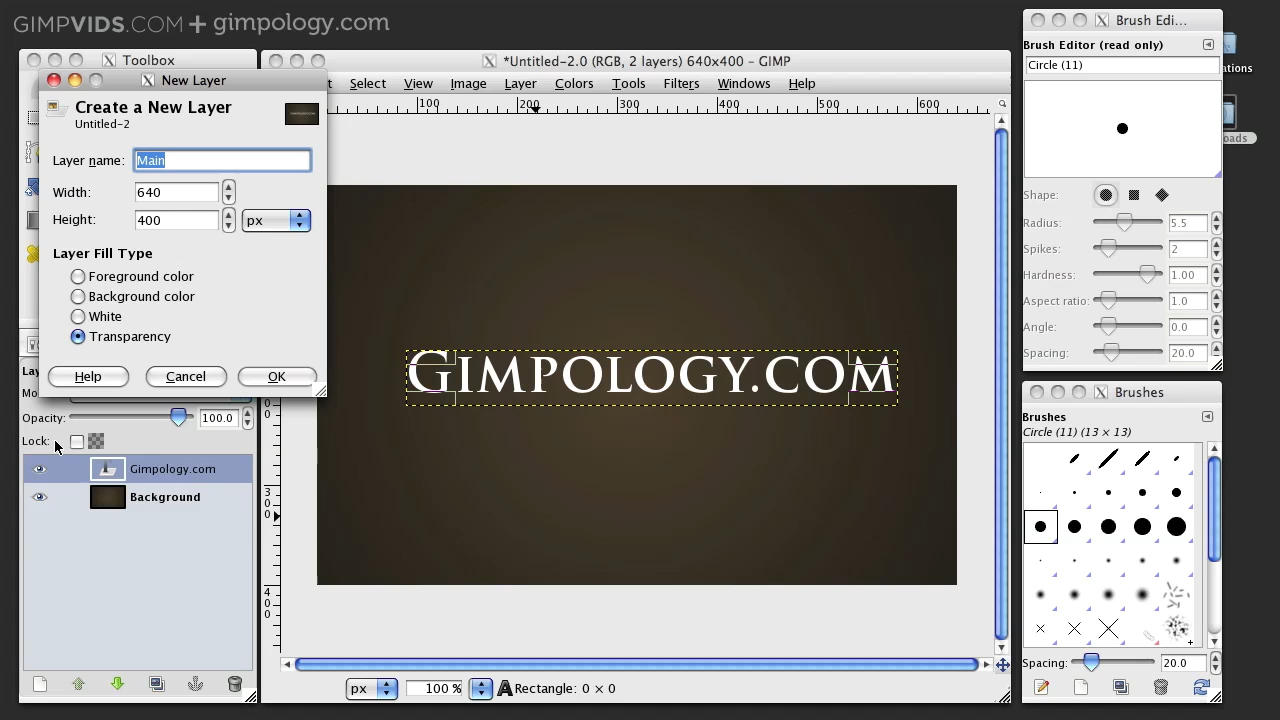 GIMPVIDS.COM + gimpology.com
Toolbox
New Layer
Create a New Layer
Untitled-2
Layer name: Main
Width: 640
Height: 400 px
Layer Fill Type
Foreground color
Background color
White
Transparency
Help Cancel OK
Opacity: 100.0
Lock:
Gimpology.com
Background
*Untitled-2.0 (RGB, 2 layers) 640x400 – GIMP
Select View Image Layer Colors Tools Filters Windows Help
100 200 300 400 500 600
300
400
GIMPOLOGY.COM
px 100 % Rectangle: 0 × 0
Brush Edi...
Brush Editor (read only)
Circle (11)
Shape:
Radius: 5.5
Spikes: 2
Hardness: 1.00
Aspect ratio: 1.0
Angle: 0.0
Spacing: 20.0
Brushes
Brushes
Circle (11) (13 × 13)
Spacing: 20.0